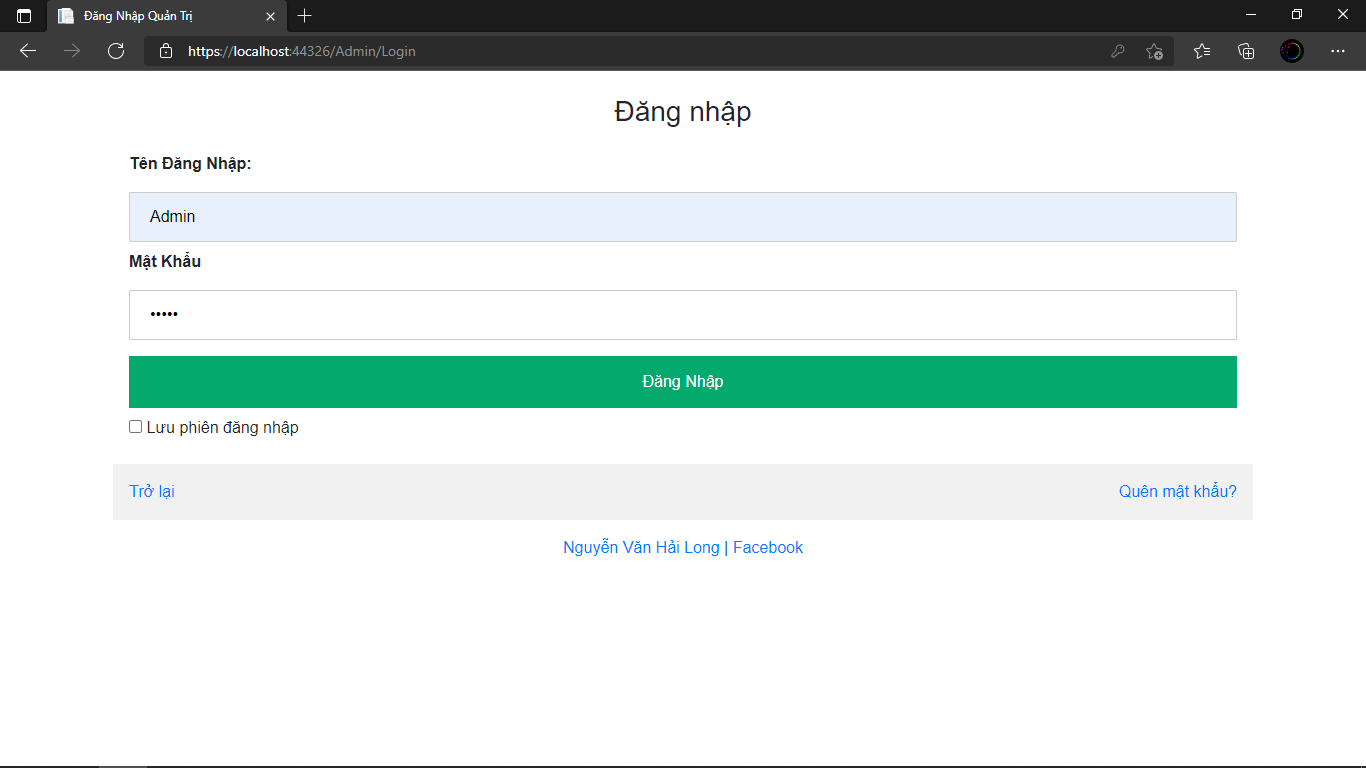 Đăng Nhập Quản Trị
https://localhost:44326/Admin/Login
Đăng nhập
Tên Đăng Nhập:
Admin
Mật Khẩu
•••••
Đăng Nhập
Lưu phiên đăng nhập
Trở lại Quên mật khẩu?
Nguyễn Văn Hải Long | Facebook